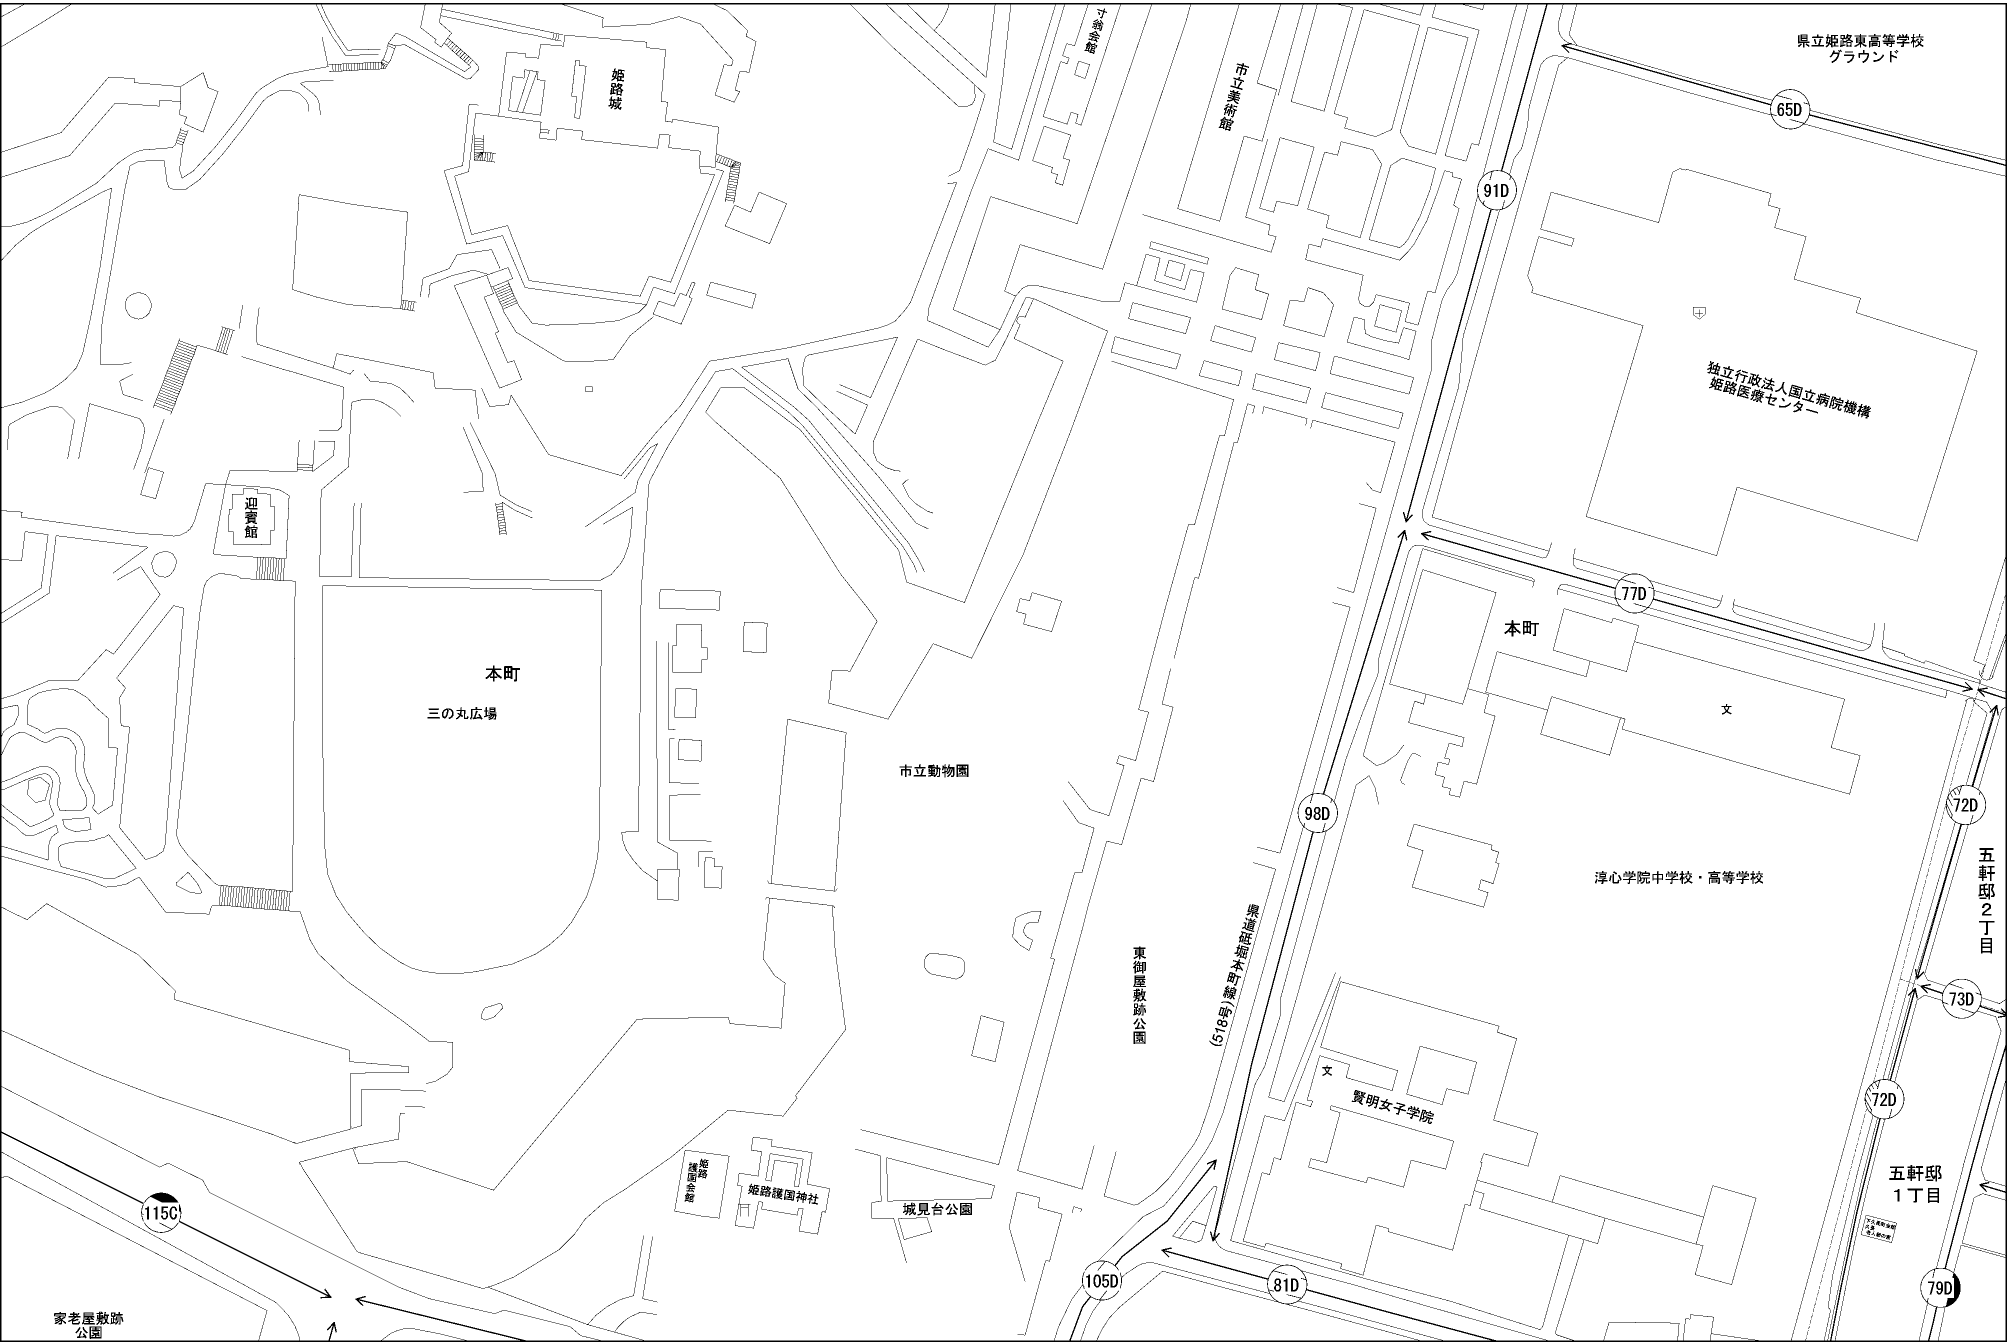 寸翁会館
県立姫路東高等学校
グラウンド
姫路城
市立美術館
65D
91D
独立行政法人国立病院機構
姫路医療センター
迎賓館
77D
本町
本町
三の丸広場
文
市立動物園
72D
98D
五軒邸2丁目
淳心学院中学校・高等学校
県道砥堀本町線
(518号)
東御屋敷跡公園
73D
文
賢明女子学院
72D
姫路
護国会館
姫路護国神社
城見台公園
五軒邸
1丁目
115C
105D
81D
79D
家老屋敷跡
公園